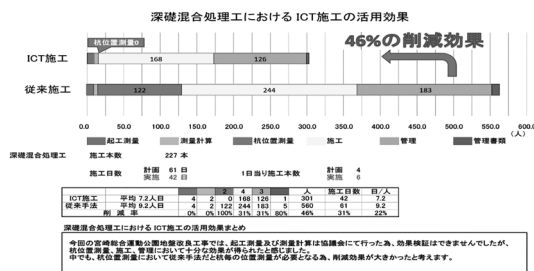 深礎混合処理工におけるICT施工の活用効果
杭位置測量0
ICT施工
168
126
46%の削減効果
従来施工
122
244
183
0.0 50.0 100.0 150.0 200.0 250.0 300.0 350.0 400.0 450.0 500.0 550.0 600.0
(人)
起工測量 測量計算 杭位置測量 施工 管理 管理書類
深礎混合処理工 施工本数 227 本
施工日数 計画 61 日 1日当り施工本数 計画 4
実施 42 日 実施 6
2 4 3 人 施工日数 日/人
ICT施工 平均 7.2人日 4 2 0 168 126 1 301 42 7.2
従来手法 平均 9.2人日 4 2 122 244 183 5 560 61 9.2
削 減 率 0% 0% 100% 31% 31% 80% 46% 31% 22%
深礎混合処理工におけるICT施工の活用効果まとめ
今回の宮崎総合運動公園地盤改良工事では、起工測量及び測量計算は協議会にて行った為、効果検証はできませんでしたが、
杭位置測量、施工、管理において十分な効果が得られたと感じました。
中でも、杭位置測量において従来手法だと杭毎の位置測量が必要となる為、削減効果が大きかったと考えます。